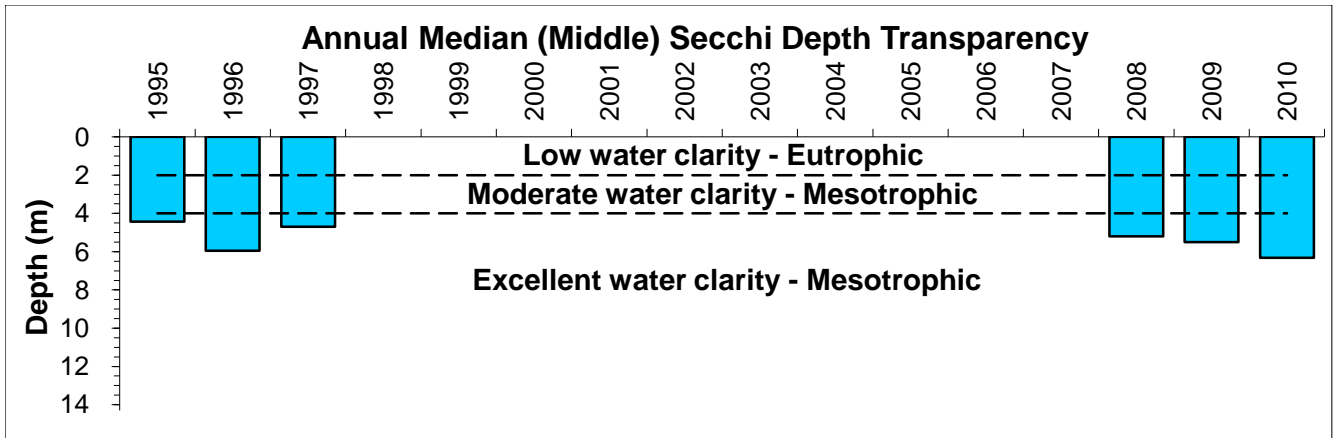 Annual Median (Middle) Secchi Depth Transparency
1995 1996 1997 1998 1999 2000 2001 2002 2003 2004 2005 2006 2007 2008 2009 2010
Depth (m)
0
2
4
6
8
10
12
14
Low water clarity - Eutrophic
Moderate water clarity - Mesotrophic
Excellent water clarity - Mesotrophic